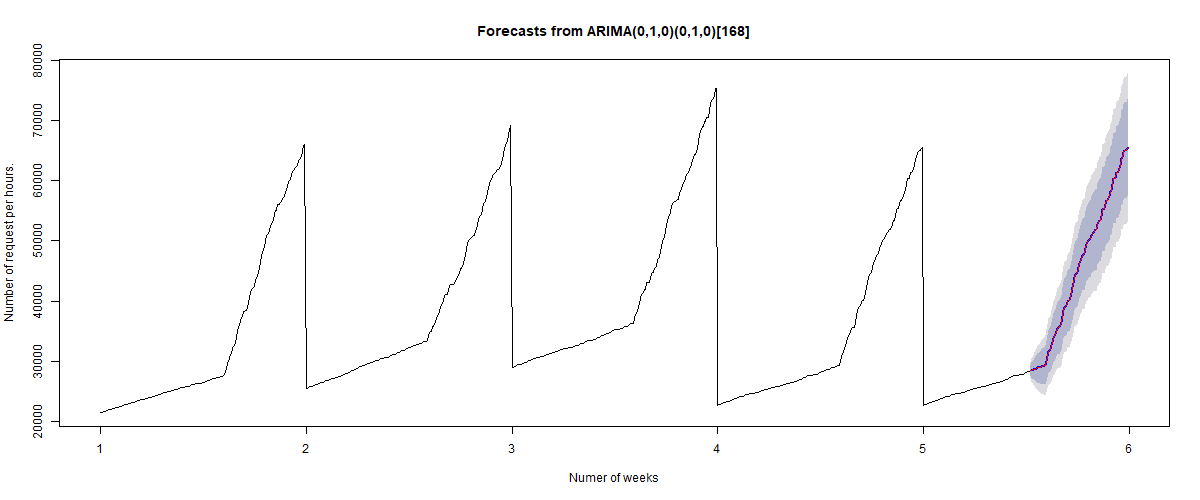 Forecasts from ARIMA(0,1,0)(0,1,0)[168]
Number of request per hours.
80000
70000
60000
50000
40000
30000
20000
1 2 3 4 5 6
Numer of weeks